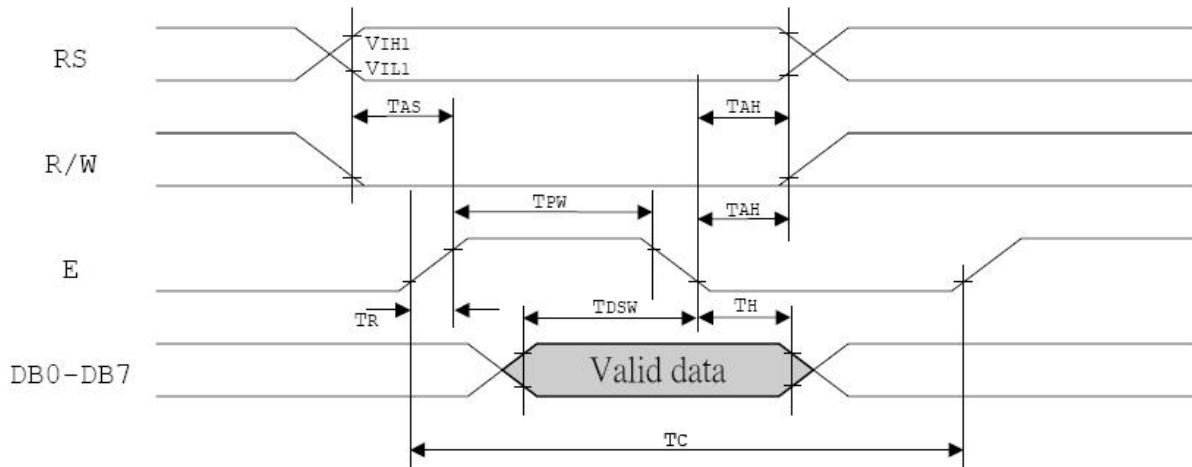 RS
VIH1
VIL1
TAS
TAH
R/W
TPW
TAH
E
TR
TDSW
TH
DB0-DB7
Valid data
TC